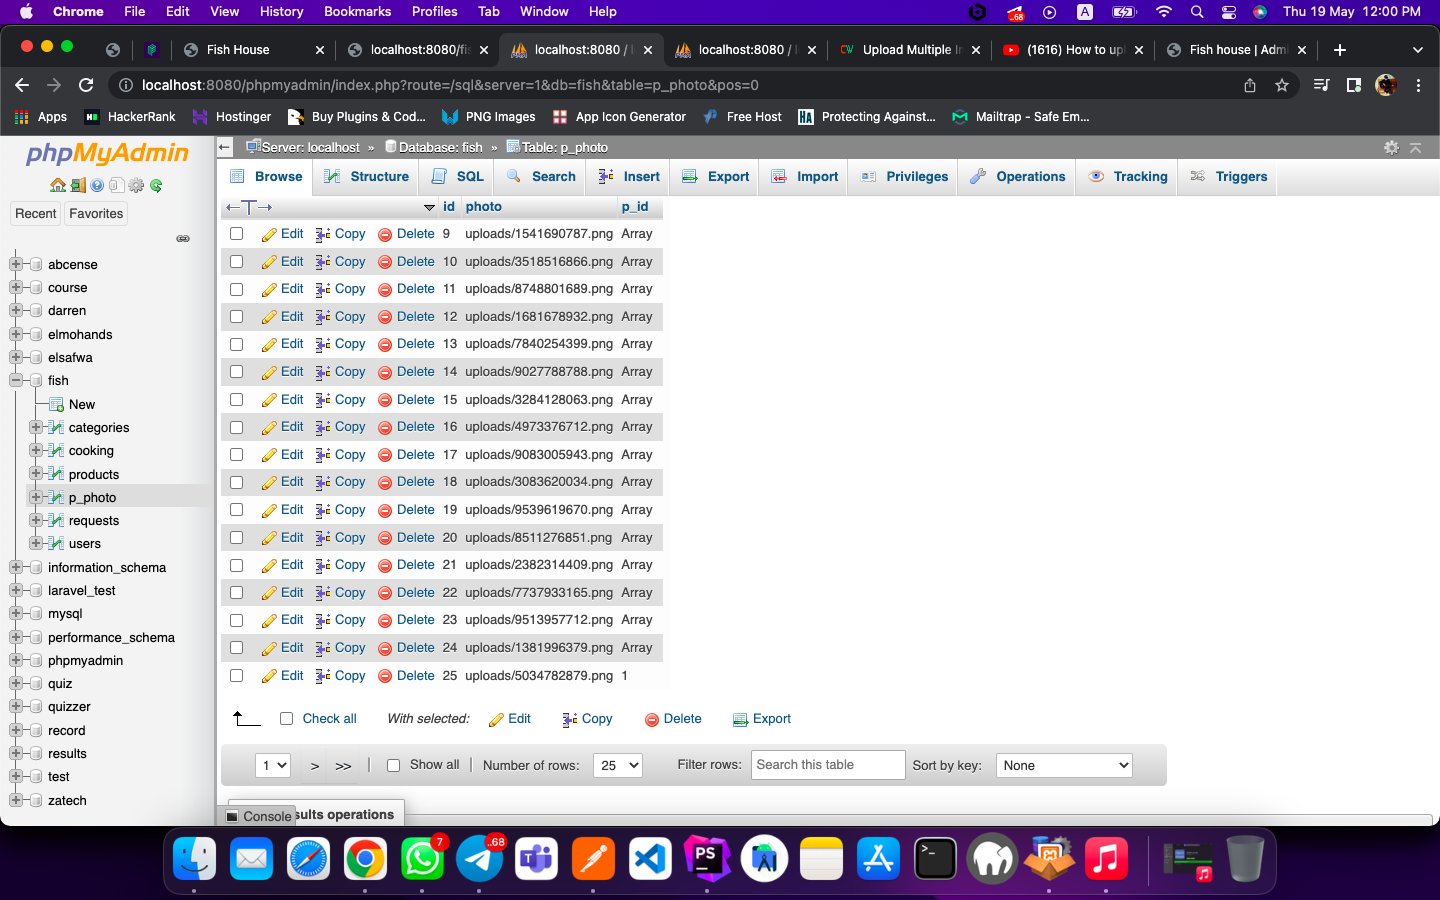 Chrome File Edit View History Bookmarks Profiles Tab Window Help ..68 A Thu 19 May 12:00 PM
Fish House localhost:8080/fis localhost:8080 / localhost:8080 / Upload Multiple (1616) How to up Fish house | Adm
localhost:8080/phpmyadmin/index.php?route=/sql&server=1&db=fish&table=p_photo&pos=0
Apps HackerRank Hostinger Buy Plugins & Cod... PNG Images App Icon Generator Free Host HA Protecting Against... Mailtrap - Safe Em...
phpMyAdmin
Recent Favorites
abcense
course
darren
elmohands
elsafwa
fish
New
categories
cooking
products
p_photo
requests
users
information_schema
laravel_test
mysql
performance_schema
phpmyadmin
quiz
quizzer
record
results
test
zatech
Server: localhost » Database: fish » Table: p_photo
Browse Structure SQL Search Insert Export Import Privileges Operations Tracking Triggers
←T→ id photo p_id
Edit Copy Delete 9 uploads/1541690787.png Array
Edit Copy Delete 10 uploads/3518516866.png Array
Edit Copy Delete 11 uploads/8748801689.png Array
Edit Copy Delete 12 uploads/1681678932.png Array
Edit Copy Delete 13 uploads/7840254399.png Array
Edit Copy Delete 14 uploads/9027788788.png Array
Edit Copy Delete 15 uploads/3284128063.png Array
Edit Copy Delete 16 uploads/4973376712.png Array
Edit Copy Delete 17 uploads/9083005943.png Array
Edit Copy Delete 18 uploads/3083620034.png Array
Edit Copy Delete 19 uploads/9539619670.png Array
Edit Copy Delete 20 uploads/8511276851.png Array
Edit Copy Delete 21 uploads/2382314409.png Array
Edit Copy Delete 22 uploads/7737933165.png Array
Edit Copy Delete 23 uploads/9513957712.png Array
Edit Copy Delete 24 uploads/1381996379.png Array
Edit Copy Delete 25 uploads/5034782879.png 1
Check all With selected: Edit Copy Delete Export
1 > >> | Show all | Number of rows: 25 Filter rows: Search this table Sort by key: None
Console sults operations
7 ..68 PS >_